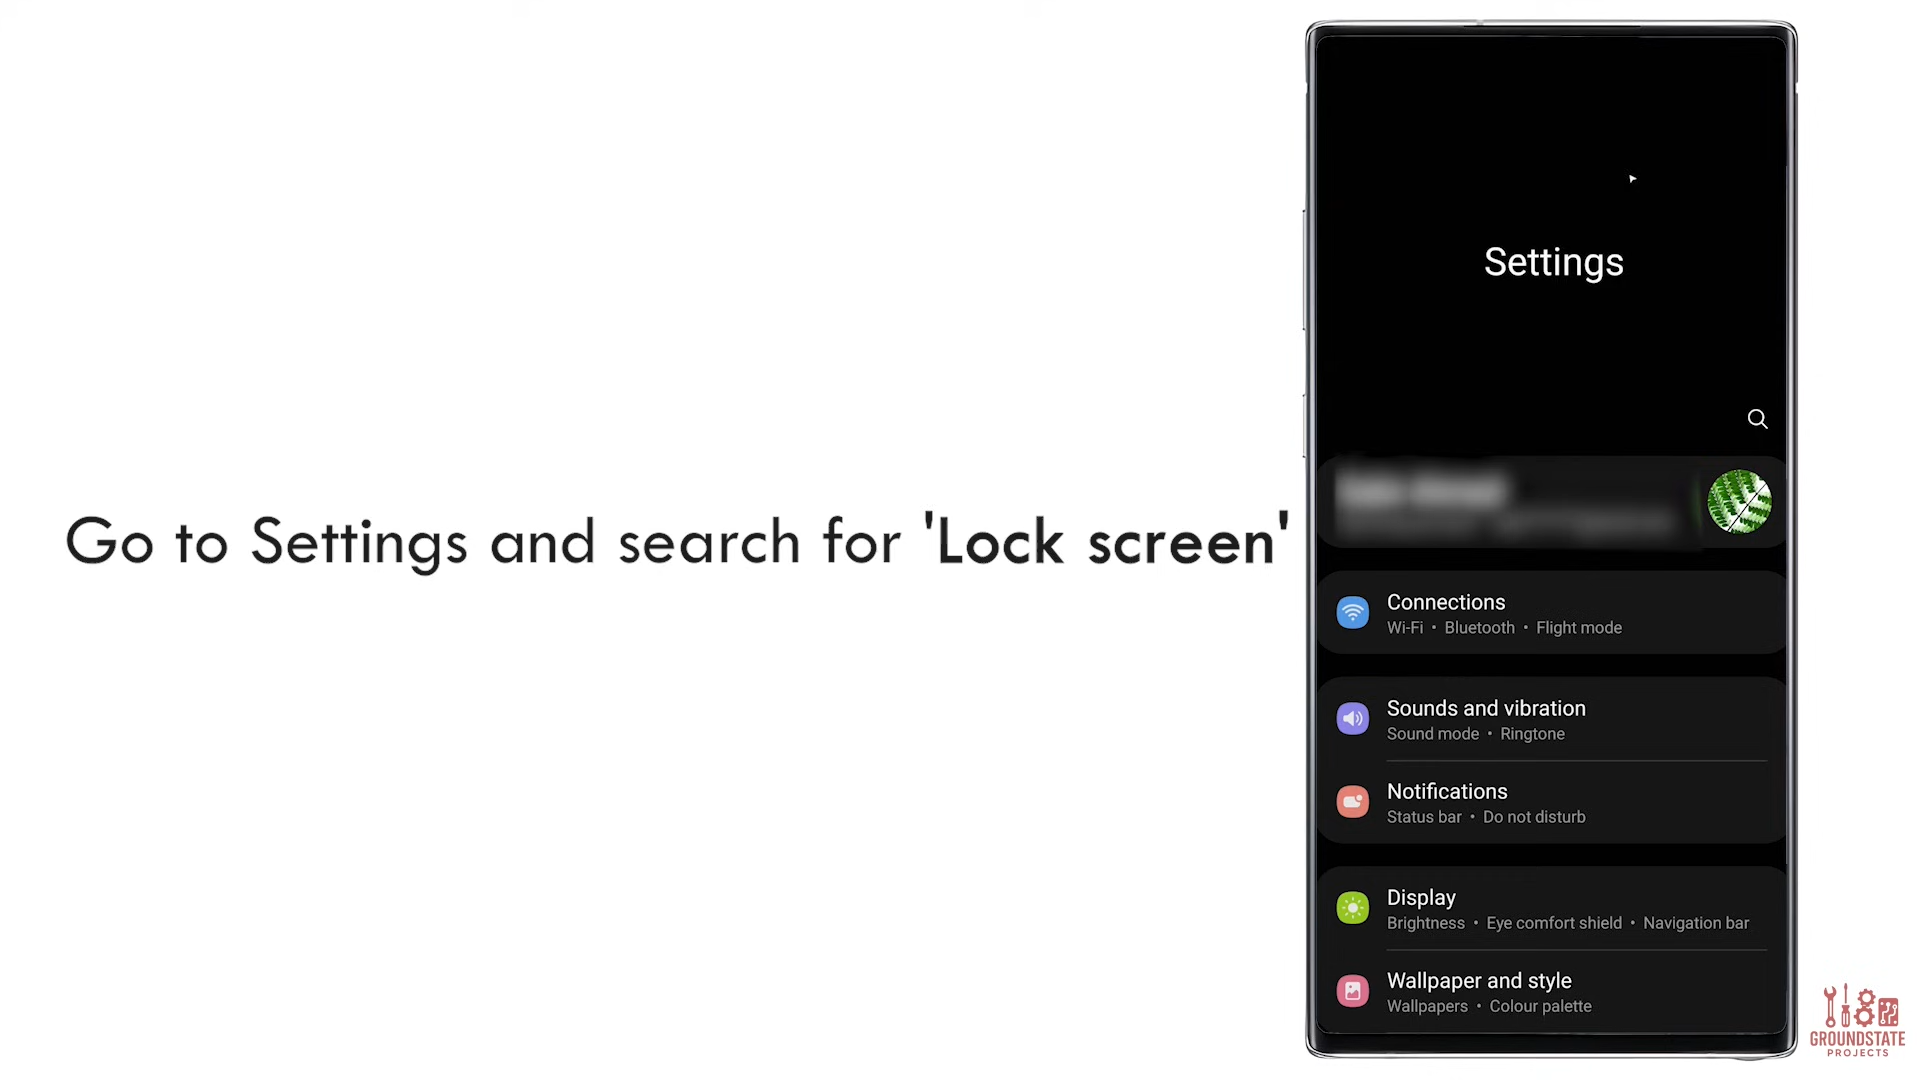 Go to Settings and search for 'Lock screen'
Settings
Connections
Wi-Fi • Bluetooth • Flight mode
Sounds and vibration
Sound mode • Ringtone
Notifications
Status bar • Do not disturb
Display
Brightness • Eye comfort shield • Navigation bar
Wallpaper and style
Wallpapers • Colour palette
GROUNDSTATE
PROJECTS